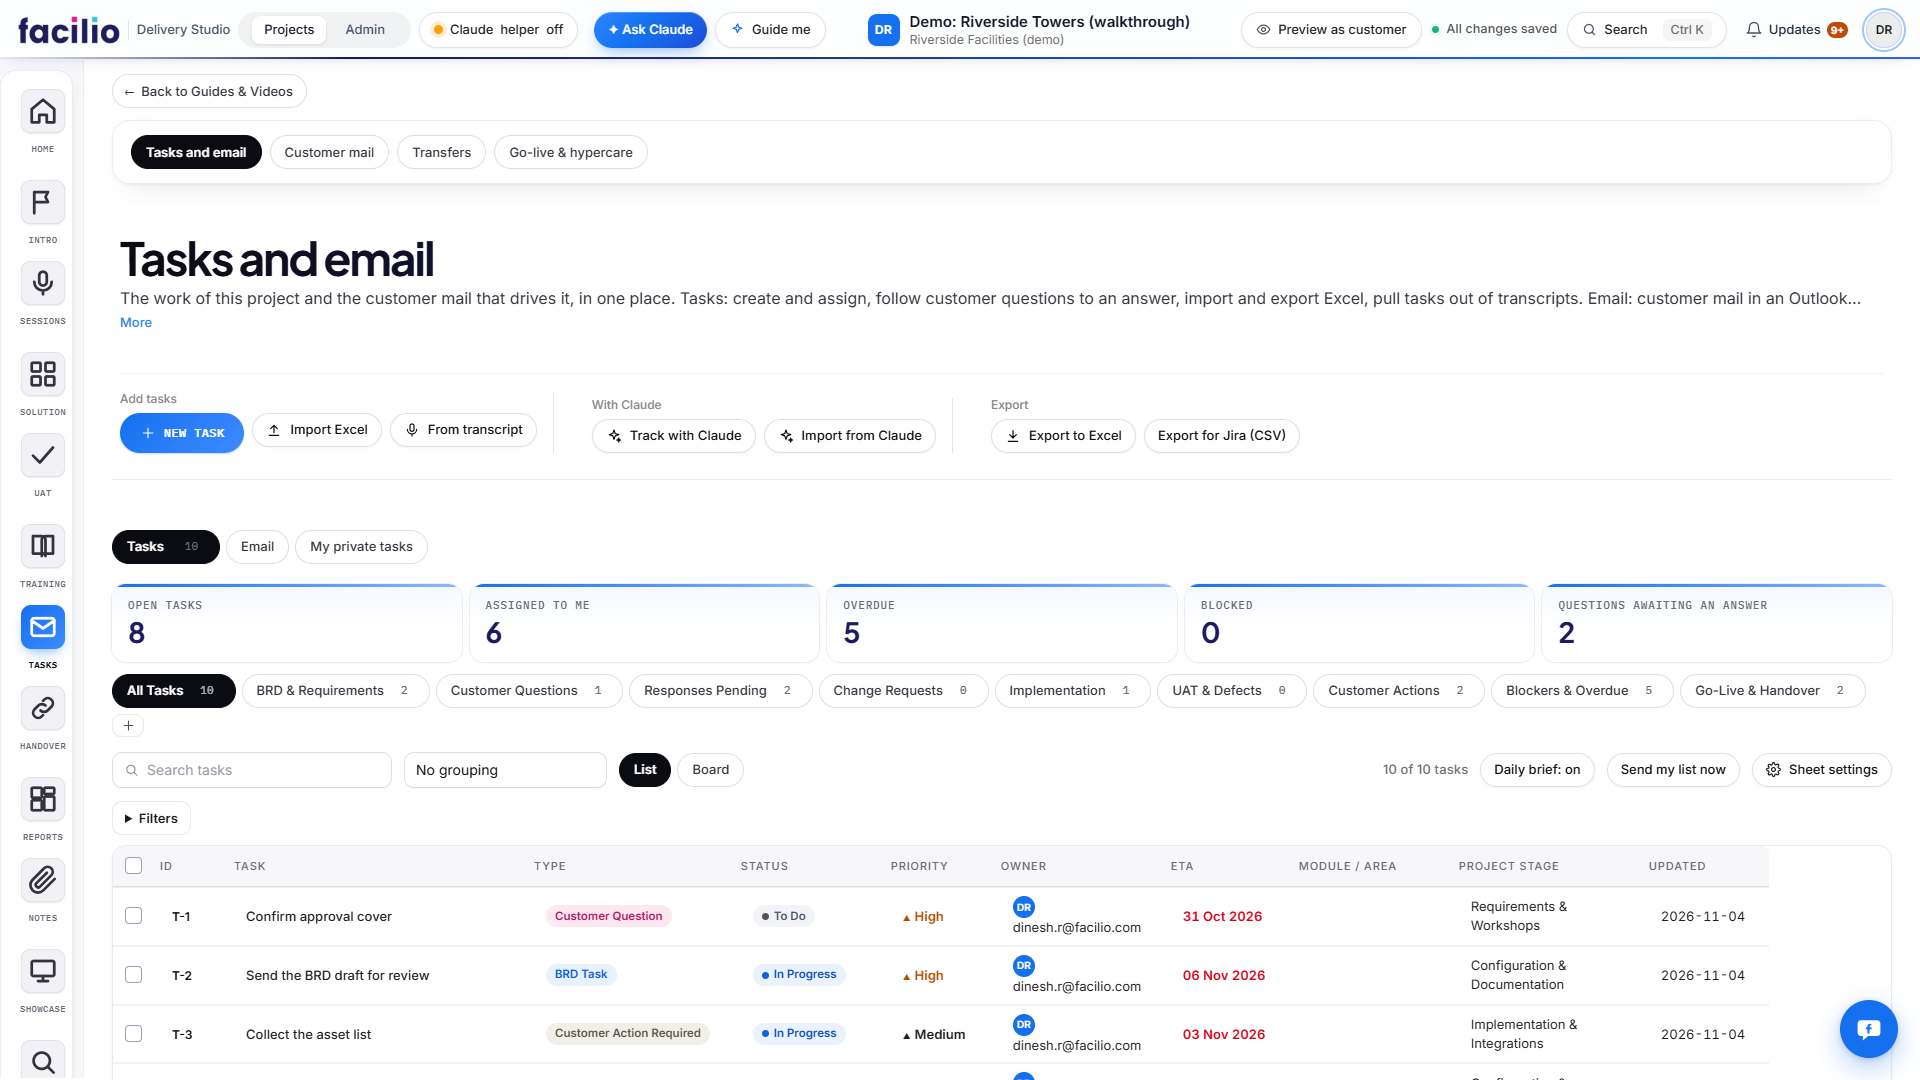 facilio
Delivery Studio
Projects
Admin
Claude helper off
Ask Claude
Guide me
DR
Demo: Riverside Towers (walkthrough)
Riverside Facilities (demo)
Preview as customer
All changes saved
Search
Ctrl K
Updates
9+
DR
HOME
INTRO
SESSIONS
SOLUTION
UAT
TRAINING
TASKS
HANDOVER
REPORTS
NOTES
SHOWCASE
← Back to Guides & Videos
Tasks and email
Customer mail
Transfers
Go-live & hypercare
Tasks and email
The work of this project and the customer mail that drives it, in one place. Tasks: create and assign, follow customer questions to an answer, import and export Excel, pull tasks out of transcripts. Email: customer mail in an Outlook…
More
Add tasks
+ NEW TASK
Import Excel
From transcript
With Claude
Track with Claude
Import from Claude
Export
Export to Excel
Export for Jira (CSV)
Tasks 10
Email
My private tasks
OPEN TASKS
8
ASSIGNED TO ME
6
OVERDUE
5
BLOCKED
0
QUESTIONS AWAITING AN ANSWER
2
All Tasks 10
BRD & Requirements 2
Customer Questions 1
Responses Pending 2
Change Requests 0
Implementation 1
UAT & Defects 0
Customer Actions 2
Blockers & Overdue 5
Go-Live & Handover 2
+
Search tasks
No grouping
List
Board
10 of 10 tasks
Daily brief: on
Send my list now
Sheet settings
Filters
ID TASK TYPE STATUS PRIORITY OWNER ETA MODULE / AREA PROJECT STAGE UPDATED
T-1 Confirm approval cover Customer Question To Do High DR dinesh.r@facilio.com 31 Oct 2026 Requirements & Workshops 2026-11-04
T-2 Send the BRD draft for review BRD Task In Progress High DR dinesh.r@facilio.com 06 Nov 2026 Configuration & Documentation 2026-11-04
T-3 Collect the asset list Customer Action Required In Progress Medium DR dinesh.r@facilio.com 03 Nov 2026 Implementation & Integrations 2026-11-04